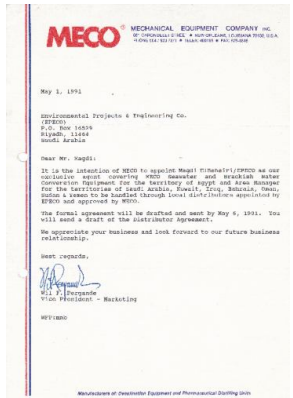 MECO
MECHANICAL EQUIPMENT COMPANY INC.
May 1, 1991
Environmental Projects & Engineering Co.
(EPECO)
P.O. Box 16509
Riyadh, 11464
Saudi Arabia
Dear Mr. Magdi:
It is the intention of MECO to appoint Magdi /EPECO as our
exclusive agent covering MECO Seawater and Brackish Water
Conversion Equipment for the territory of Egypt and Area Manager
for the territories of Saudi Arabia, Kuwait, Iraq, Bahrain, Oman,
Sudan & Yemen to be handled through local distributors appointed by
EPECO and approved by MECO.
The formal agreement will be drafted and sent by May 6, 1991. You
will send a draft of the Distributor Agreement.
We appreciate your business and look forward to our future business
relationship.
Best regards,
Wil F. Pergande
Vice President - Marketing
Manufacturers of: Desalination Equipment and Pharmaceutical Distilling Units